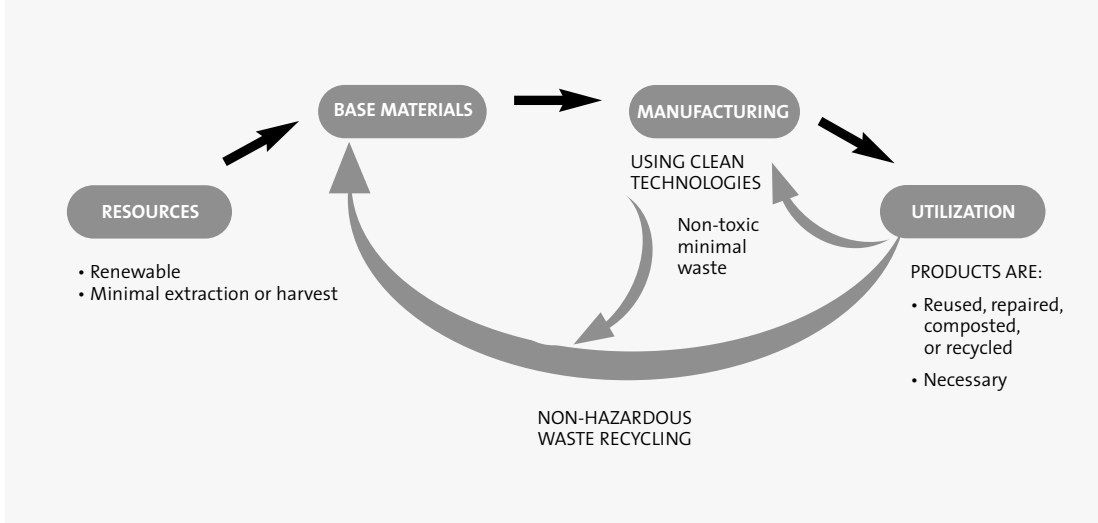 BASE MATERIALS
MANUFACTURING
USING CLEAN
TECHNOLOGIES
RESOURCES
UTILIZATION
Non-toxic
minimal
waste
• Renewable
• Minimal extraction or harvest
PRODUCTS ARE:
• Reused, repaired,
composted,
or recycled
• Necessary
NON-HAZARDOUS
WASTE RECYCLING